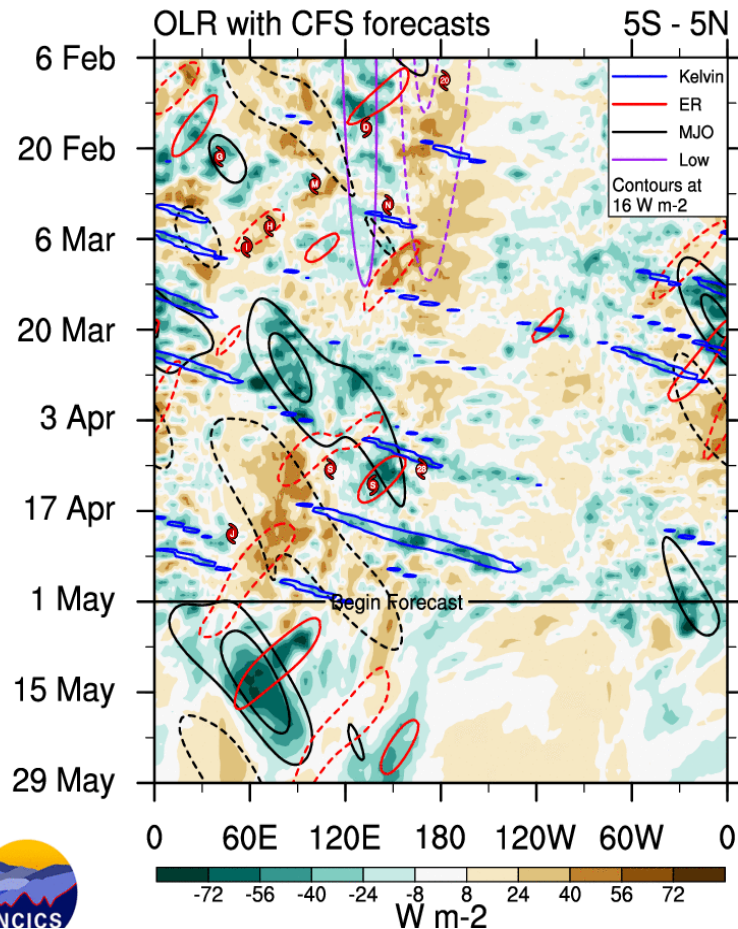 OLR with CFS forecasts 5S - 5N
6 Feb
20 Feb
6 Mar
20 Mar
3 Apr
17 Apr
1 May
15 May
29 May
Kelvin
ER
MJO
Low
Contours at
16 W m-2
20
D
G
M
N
H
I
S
28
S
J
Begin Forecast
0 60E 120E 180 120W 60W 0
-72 -56 -40 -24 -8 8 24 40 56 72
W m-2
NCICS